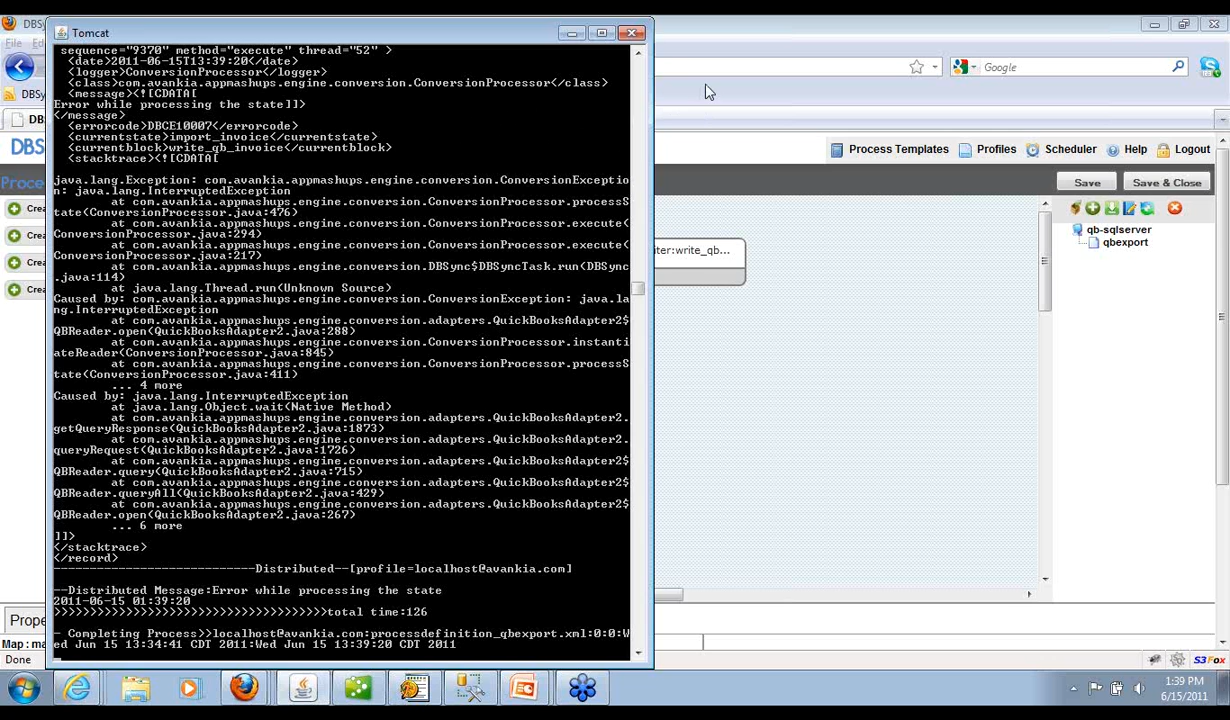 DBS
Tomcat
File
Google
DBSy
DBS
DBS
Process Templates
Profiles
Scheduler
Help
Logout
Proce
Save
Save & Close
Crea
Crea
Crea
Crea
qb-sqlserver
qbexport
iter:write_qb...
sequence="9370" method="execute" thread="52" >
<date>2011-06-15T13:39:20</date>
<logger>ConversionProcessor</logger>
<class>com.avankia.appmashups.engine.conversion.ConversionProcessor</class>
<message><![CDATA[
Error while processing the state]]>
</message>
<errorcode>DBCE10007</errorcode>
<currentstate>import_invoice</currentstate>
<currentblock>write_qb_invoice</currentblock>
<stacktrace><![CDATA[
java.lang.Exception: com.avankia.appmashups.engine.conversion.ConversionExceptio
n: java.lang.InterruptedException
at com.avankia.appmashups.engine.conversion.ConversionProcessor.processS
tate(ConversionProcessor.java:476)
at com.avankia.appmashups.engine.conversion.ConversionProcessor.execute(
ConversionProcessor.java:294)
at com.avankia.appmashups.engine.conversion.ConversionProcessor.execute(
ConversionProcessor.java:217)
at com.avankia.appmashups.engine.conversion.DBSync$DBSyncTask.run(DBSync
.java:114)
at java.lang.Thread.run(Unknown Source)
Caused by: com.avankia.appmashups.engine.conversion.ConversionException: java.la
ng.InterruptedException
at com.avankia.appmashups.engine.conversion.adapters.QuickBooksAdapter2$
QBReader.open(QuickBooksAdapter2.java:288)
at com.avankia.appmashups.engine.conversion.ConversionProcessor.instanti
ateReader(ConversionProcessor.java:845)
at com.avankia.appmashups.engine.conversion.ConversionProcessor.processS
tate(ConversionProcessor.java:411)
... 4 more
Caused by: java.lang.InterruptedException
at java.lang.Object.wait(Native Method)
at com.avankia.appmashups.engine.conversion.adapters.QuickBooksAdapter2.
getQueryResponse(QuickBooksAdapter2.java:1873)
at com.avankia.appmashups.engine.conversion.adapters.QuickBooksAdapter2.
queryRequest(QuickBooksAdapter2.java:1726)
at com.avankia.appmashups.engine.conversion.adapters.QuickBooksAdapter2$
QBReader.query(QuickBooksAdapter2.java:715)
at com.avankia.appmashups.engine.conversion.adapters.QuickBooksAdapter2$
QBReader.queryAll(QuickBooksAdapter2.java:429)
at com.avankia.appmashups.engine.conversion.adapters.QuickBooksAdapter2$
QBReader.open(QuickBooksAdapter2.java:267)
... 6 more
]]>
</stacktrace>
</record>
----------------------------Distributed--[profile=localhost@avankia.com]
--Distributed Message:Error while processing the state
2011-06-15 01:39:20
>>>>>>>>>>>>>>>>>>>>>>>>>>>>>>>>>>>>>>total time:126
- Completing Process>>localhost@avankia.com:processdefinition_qbexport.xml:0:0:W
ed Jun 15 13:34:41 CDT 2011:Wed Jun 15 13:39:20 CDT 2011
Prope
Map : ma
Done
S3Fox
1:39 PM
6/15/2011